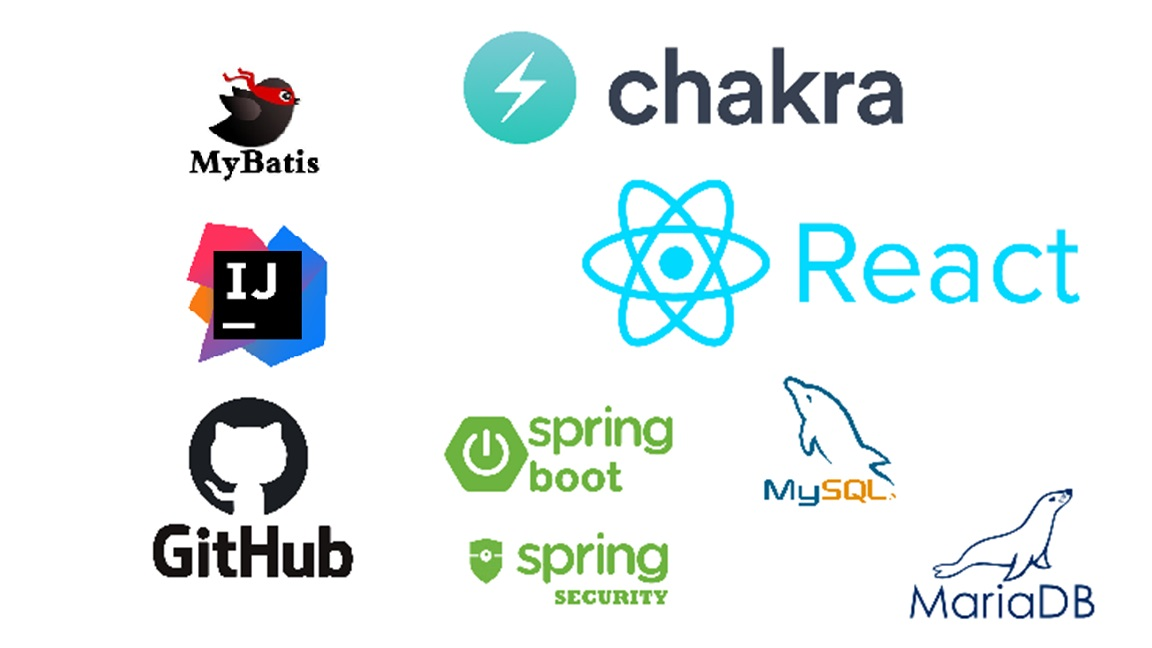 MyBatis
chakra
IJ
React
GitHub
spring
boot
MySQL
spring
SECURITY
MariaDB